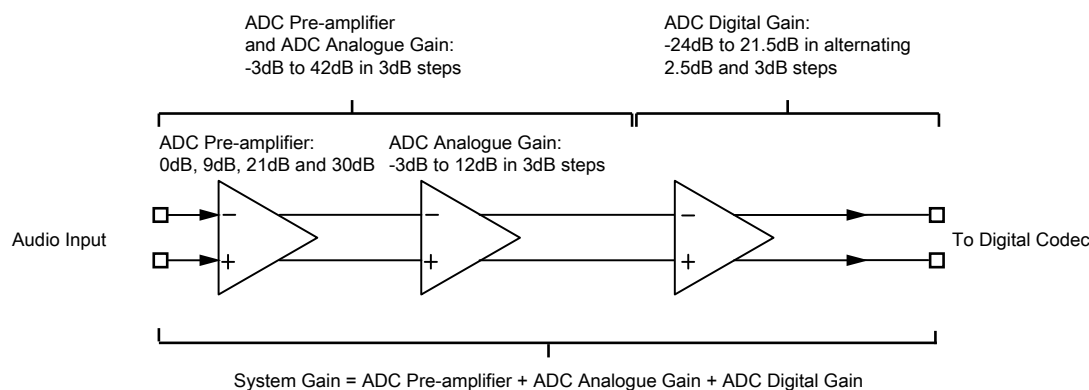 ADC Pre-amplifier
and ADC Analogue Gain:
-3dB to 42dB in 3dB steps
ADC Digital Gain:
-24dB to 21.5dB in alternating
2.5dB and 3dB steps
ADC Pre-amplifier:
0dB, 9dB, 21dB and 30dB
ADC Analogue Gain:
-3dB to 12dB in 3dB steps
Audio Input
−
+
−
+
−
+
To Digital Codec
System Gain = ADC Pre-amplifier + ADC Analogue Gain + ADC Digital Gain